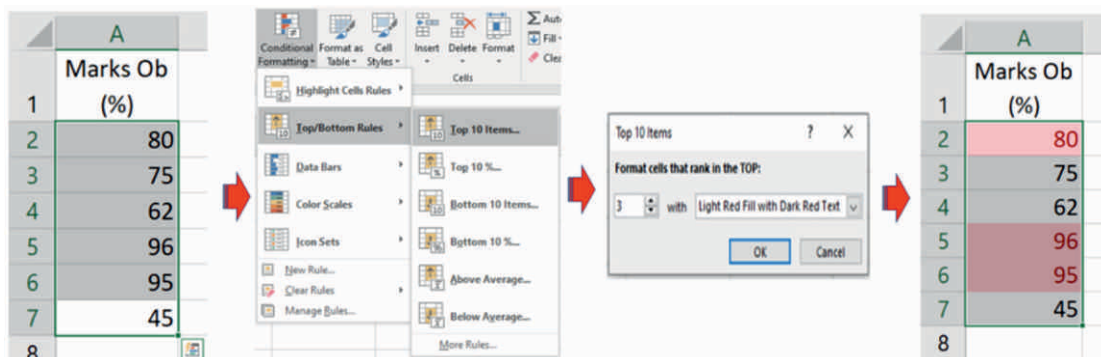 A
Marks Ob
1 (%)
2 80
3 75
4 62
5 96
6 95
7 45
8
Conditional Formatting
Format as Table
Cell Styles
Insert
Delete
Format
Cells
Σ Aut
Fill
Clea
Highlight Cells Rules
Top/Bottom Rules
Data Bars
Color Scales
Icon Sets
New Rule...
Clear Rules
Manage Rules...
Top 10 Items...
Top 10 %...
Bottom 10 Items...
Bottom 10 %...
Above Average...
Below Average...
More Rules...
Top 10 Items ? X
Format cells that rank in the TOP:
3 with Light Red Fill with Dark Red Text
OK Cancel
A
Marks Ob
1 (%)
2 80
3 75
4 62
5 96
6 95
7 45
8